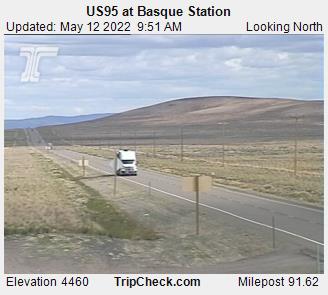 US95 at Basque Station
Updated: May 12 2022 9:51 AM Looking North
Elevation 4460 TripCheck.com Milepost 91.62